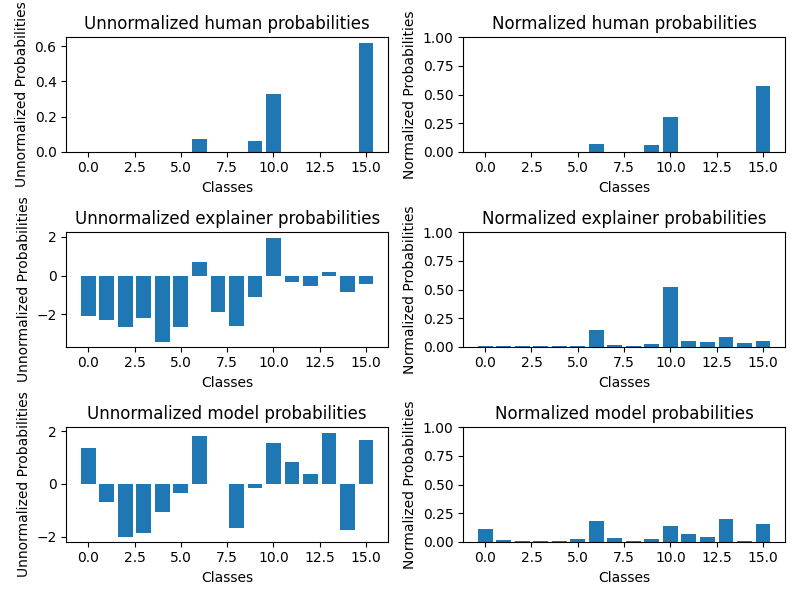 Unnormalized human probabilities
Unnormalized Probabilities
0.6
0.4
0.2
0.0
0.0 2.5 5.0 7.5 10.0 12.5 15.0
Classes
Normalized human probabilities
Normalized Probabilities
1.00
0.75
0.50
0.25
0.00
0.0 2.5 5.0 7.5 10.0 12.5 15.0
Classes
Unnormalized explainer probabilities
Unnormalized Probabilities
2
0
−2
0.0 2.5 5.0 7.5 10.0 12.5 15.0
Classes
Normalized explainer probabilities
Normalized Probabilities
1.00
0.75
0.50
0.25
0.00
0.0 2.5 5.0 7.5 10.0 12.5 15.0
Classes
Unnormalized model probabilities
Unnormalized Probabilities
2
0
−2
0.0 2.5 5.0 7.5 10.0 12.5 15.0
Classes
Normalized model probabilities
Normalized Probabilities
1.00
0.75
0.50
0.25
0.00
0.0 2.5 5.0 7.5 10.0 12.5 15.0
Classes